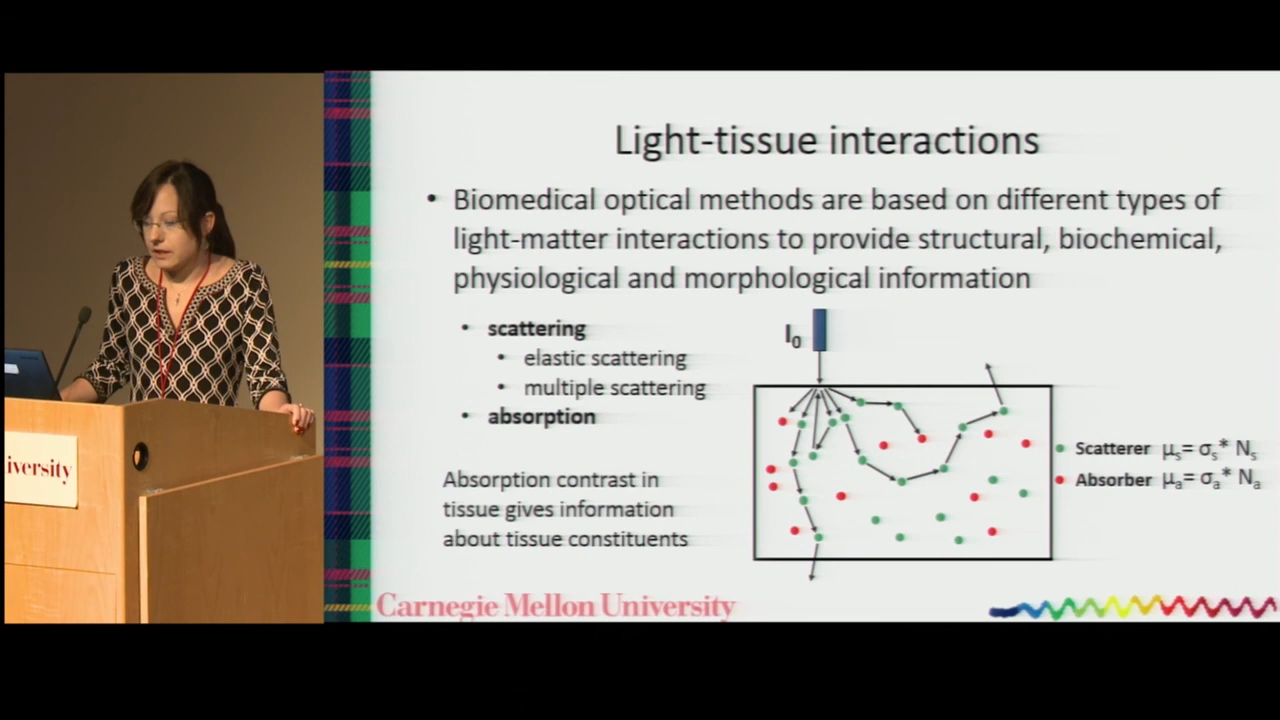 Light-tissue interactions
• Biomedical optical methods are based on different types of
light-matter interactions to provide structural, biochemical,
physiological and morphological information
• scattering
• elastic scattering
• multiple scattering
• absorption
Absorption contrast in
tissue gives information
about tissue constituents
I₀
Scatterer μₛ= σₛ* Nₛ
Absorber μₐ= σₐ* Nₐ
Carnegie Mellon University
iversity